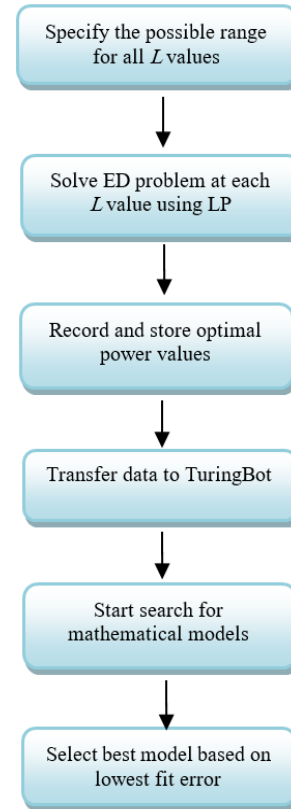 Specify the possible range
for all L values
Solve ED problem at each
L value using LP
Record and store optimal
power values
Transfer data to TuringBot
Start search for
mathematical models
Select best model based on
lowest fit error